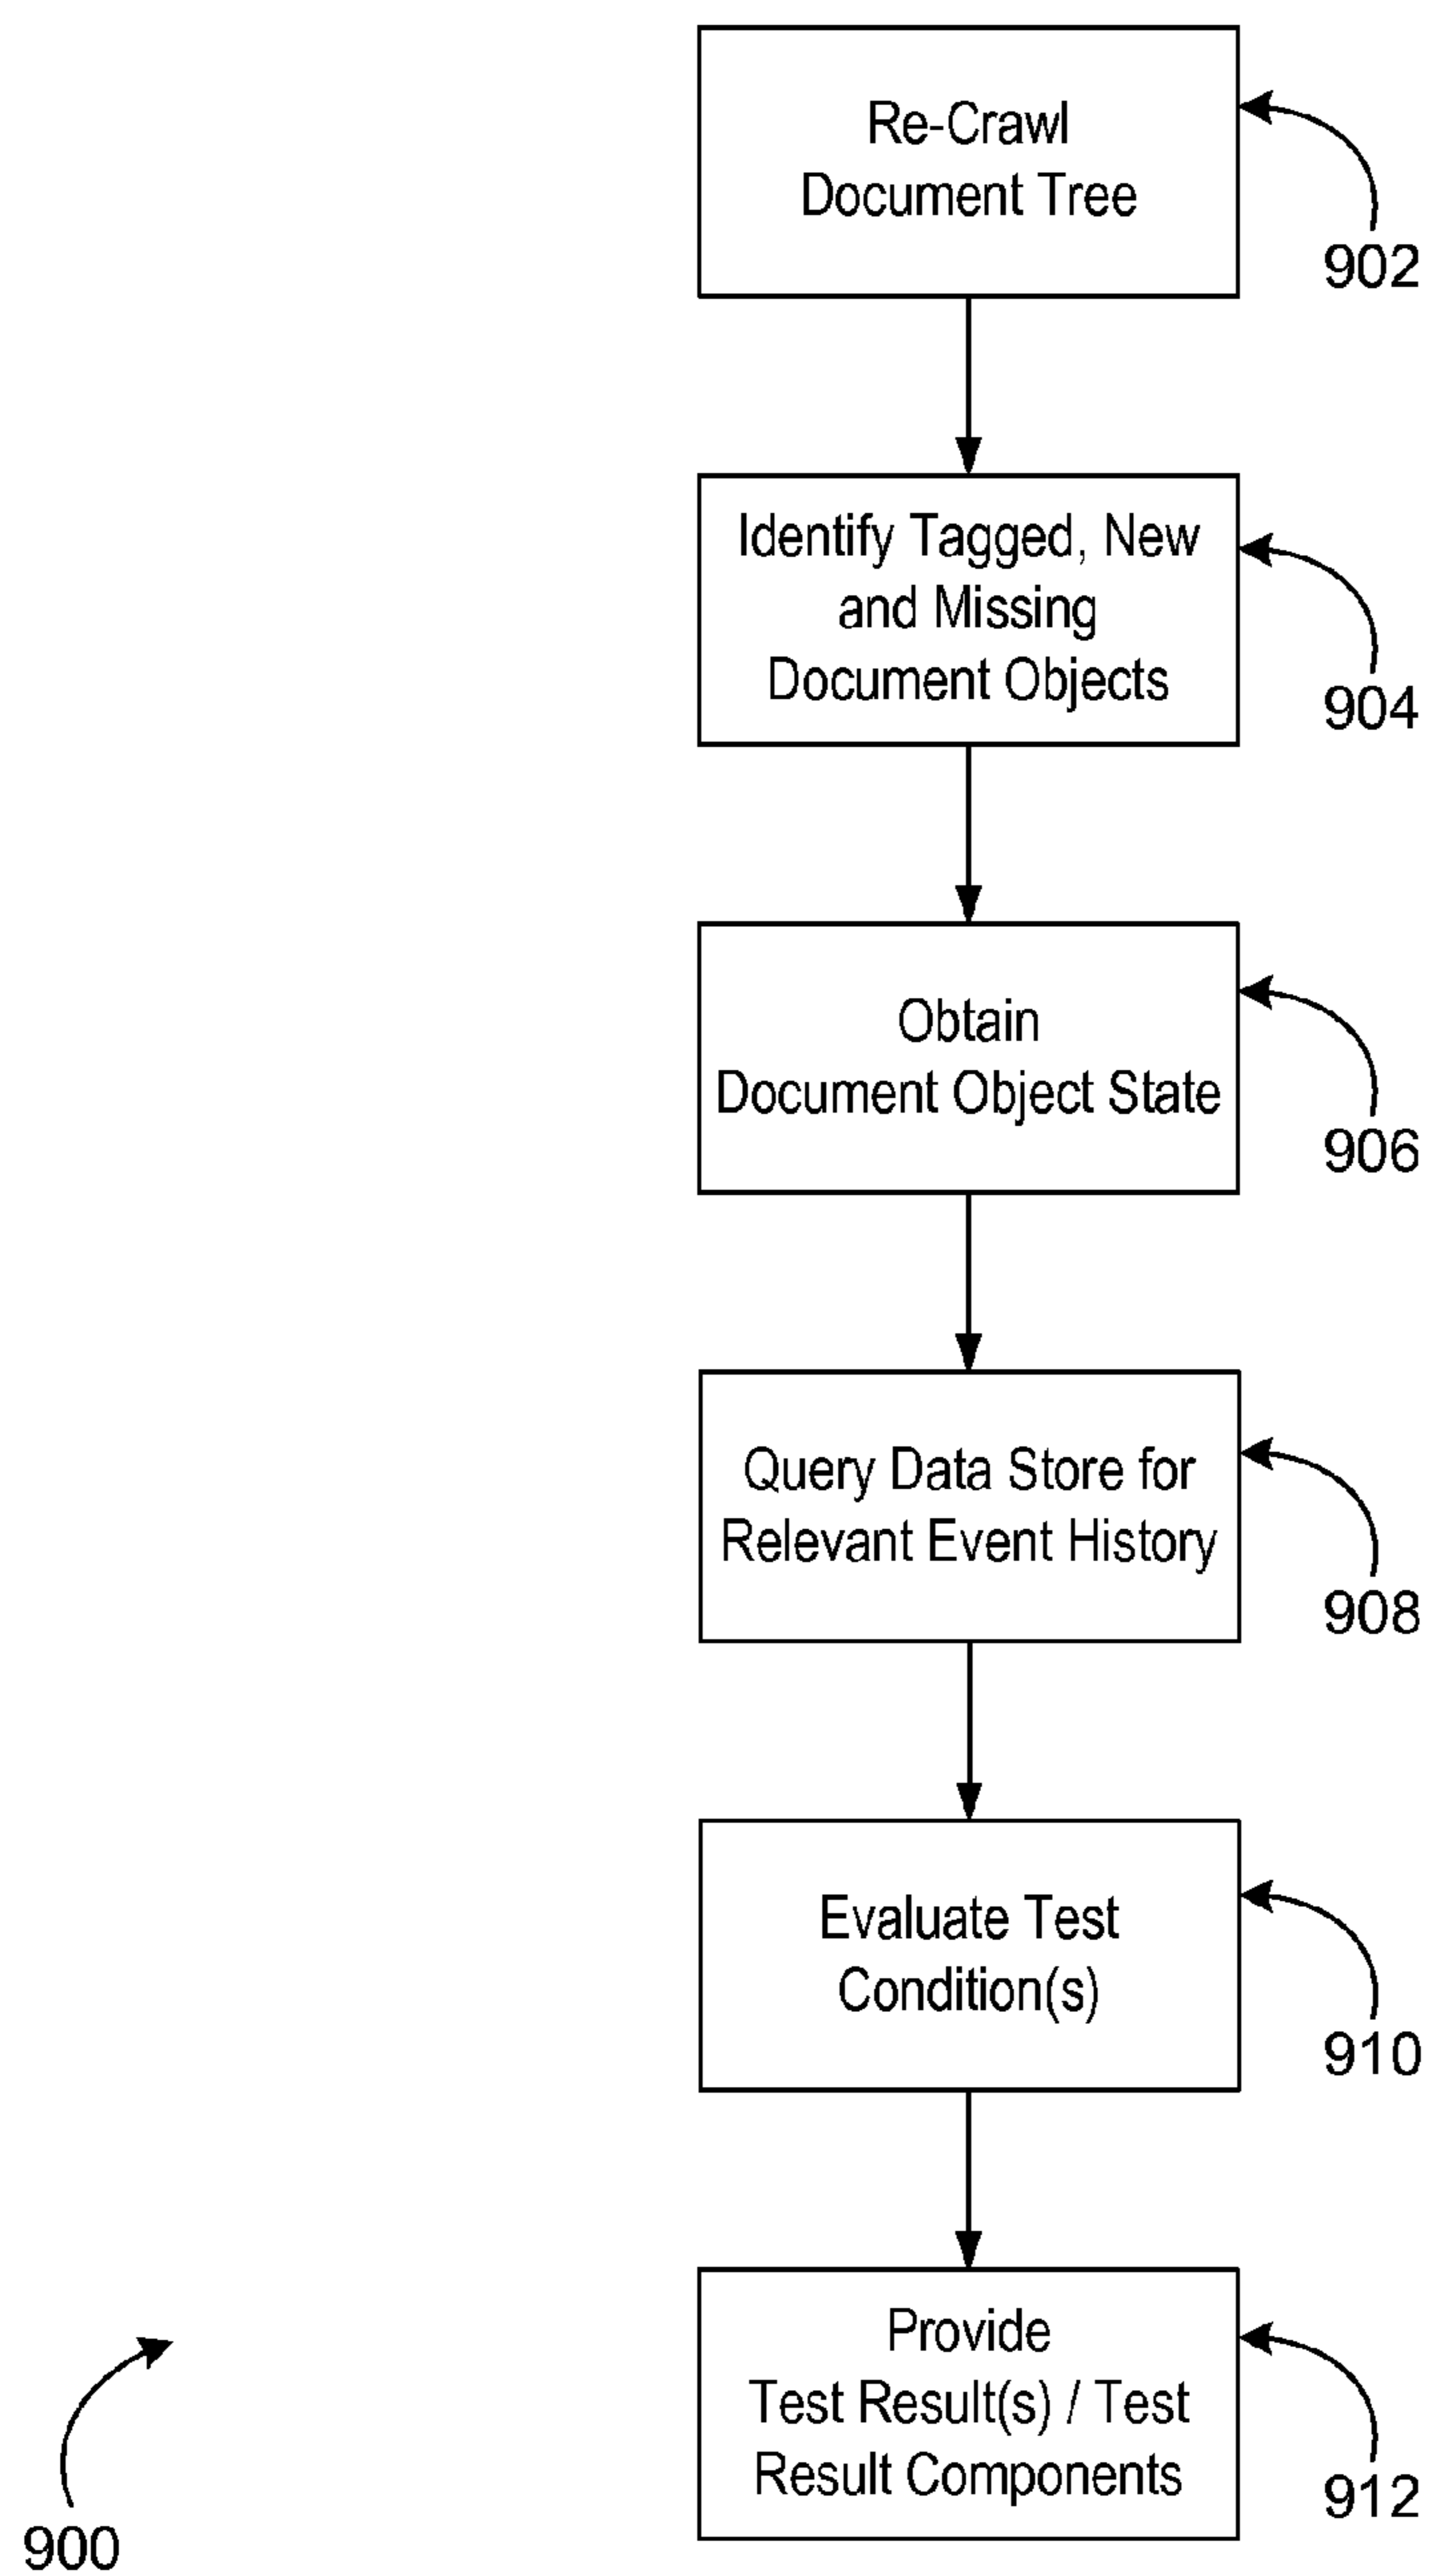 Re-Crawl
Document Tree
902
Identify Tagged, New
and Missing
Document Objects
904
Obtain
Document Object State
906
Query Data Store for
Relevant Event History
908
Evaluate Test
Condition(s)
910
Provide
Test Result(s) / Test
Result Components
912
900